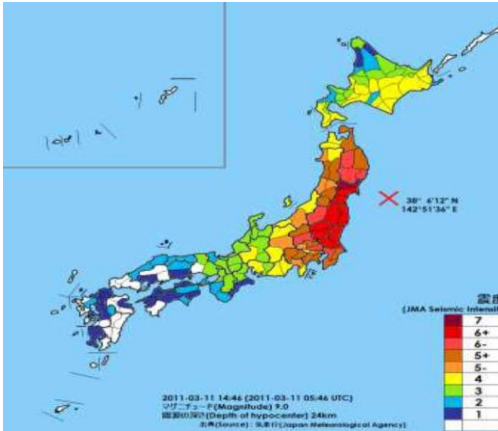 38° 6'12" N
142°51'36" E
震度
(JMA Seismic Intensi
7
6+
6-
5+
5-
4
3
2
1
2011-03-11 14:46 (2011-03-11 05:46 UTC)
マグニチュード(Magnitude) 9.0
震源の深さ(Depth of hypocenter) 24km
出典(Source) : 気象庁(Japan Meteorological Agency)